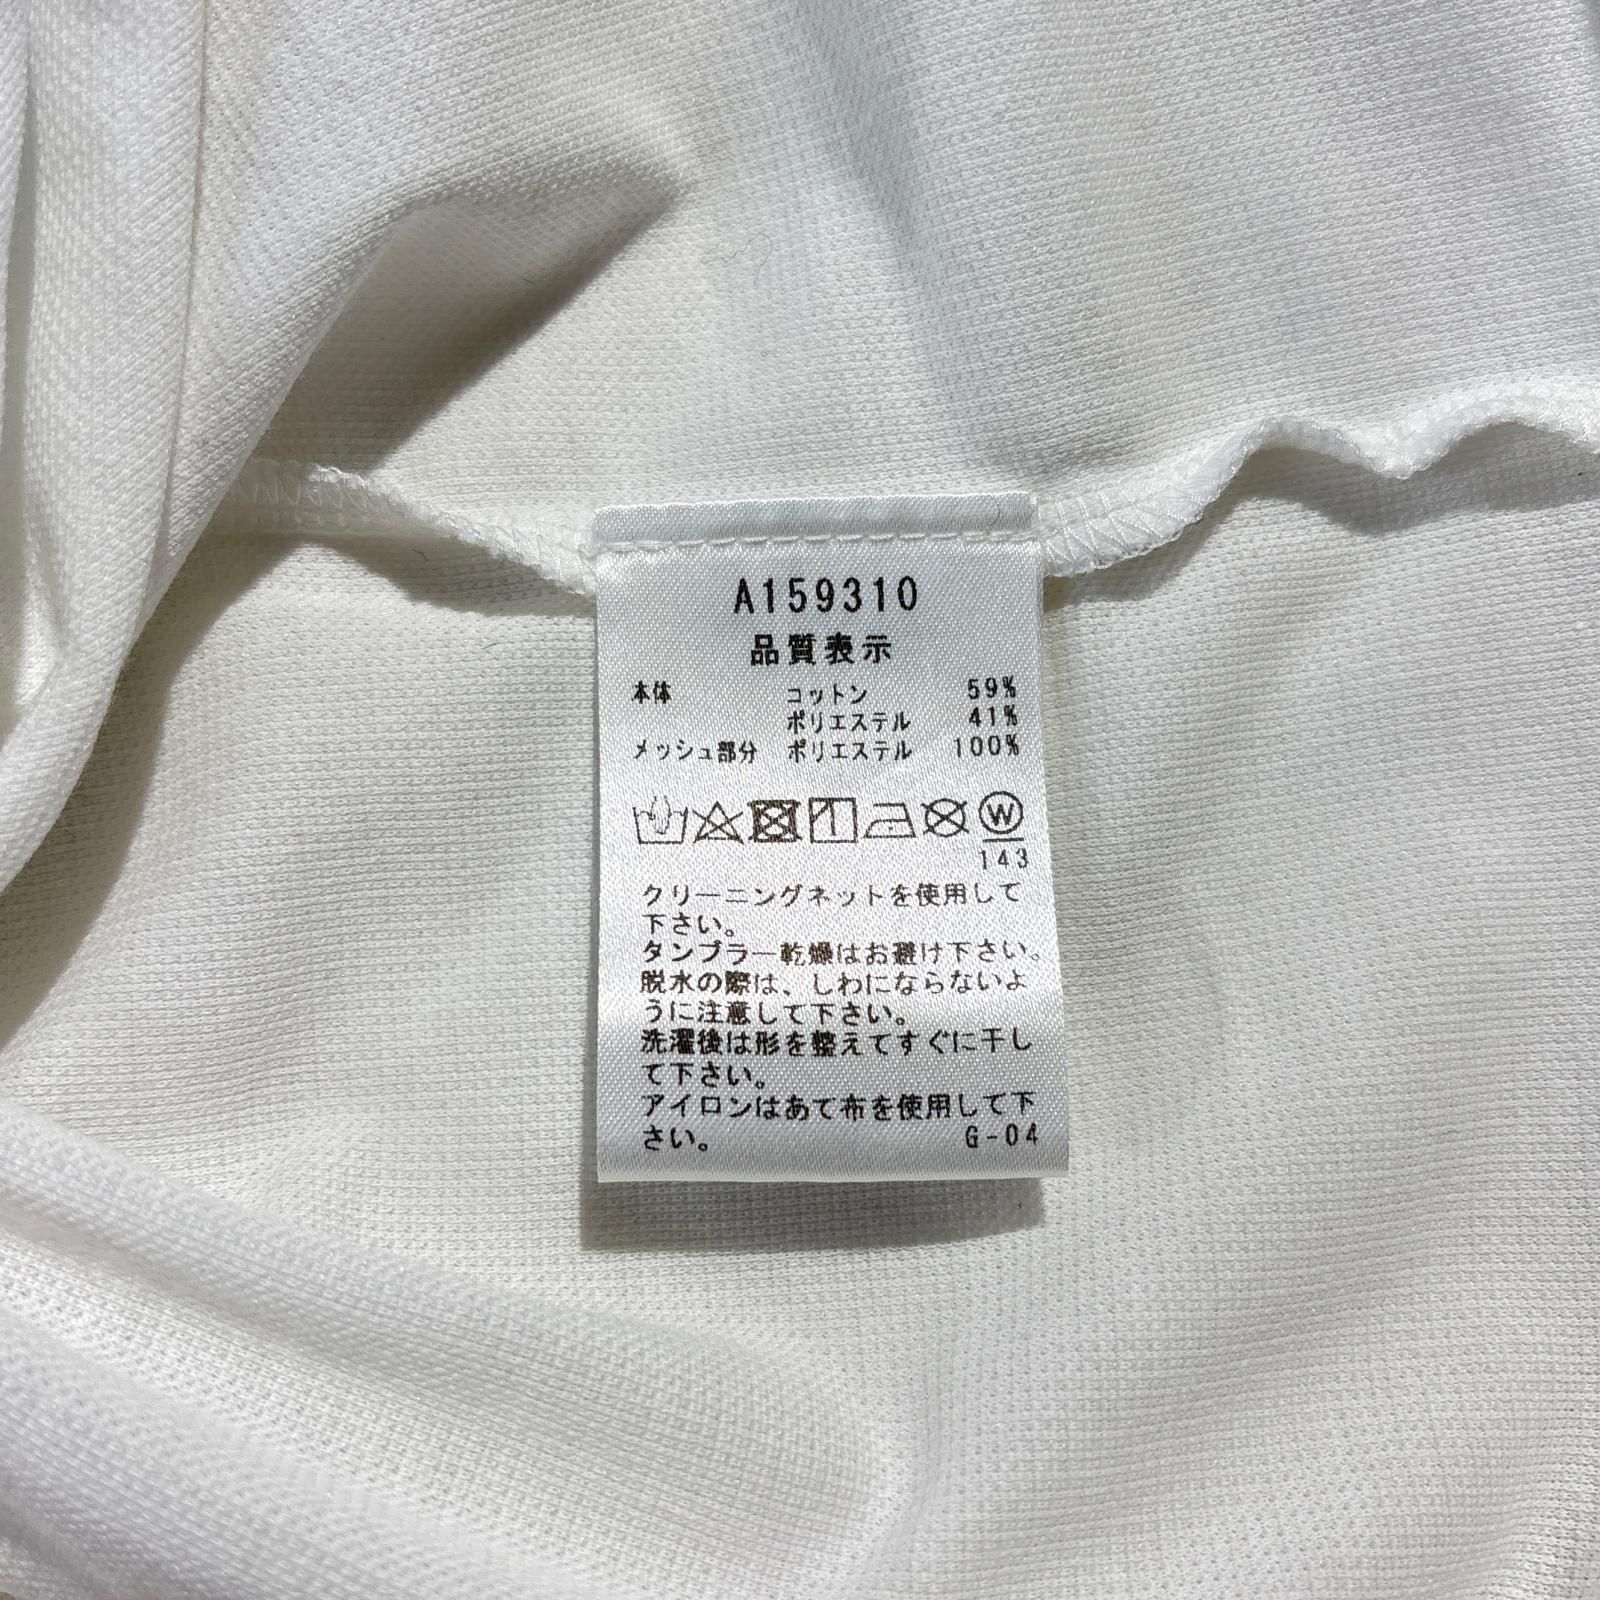 A159310
品質表示
本体 コットン 59%
ポリエステル 41%
メッシュ部分 ポリエステル 100%
W
143
クリーニングネットを使用して
下さい。
タンブラー乾燥はお避け下さい。
脱水の際は、しわにならないよ
うに注意して下さい。
洗濯後は形を整えてすぐに干し
て下さい。
アイロンはあて布を使用して下
さい。 G-04